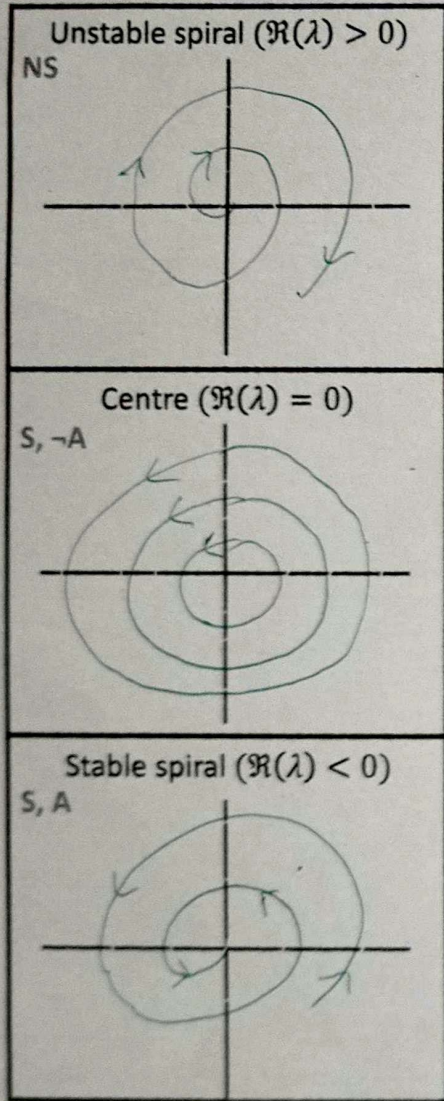 Unstable spiral (ℜ(λ) > 0)
NS
Centre (ℜ(λ) = 0)
S, ¬A
Stable spiral (ℜ(λ) < 0)
S, A